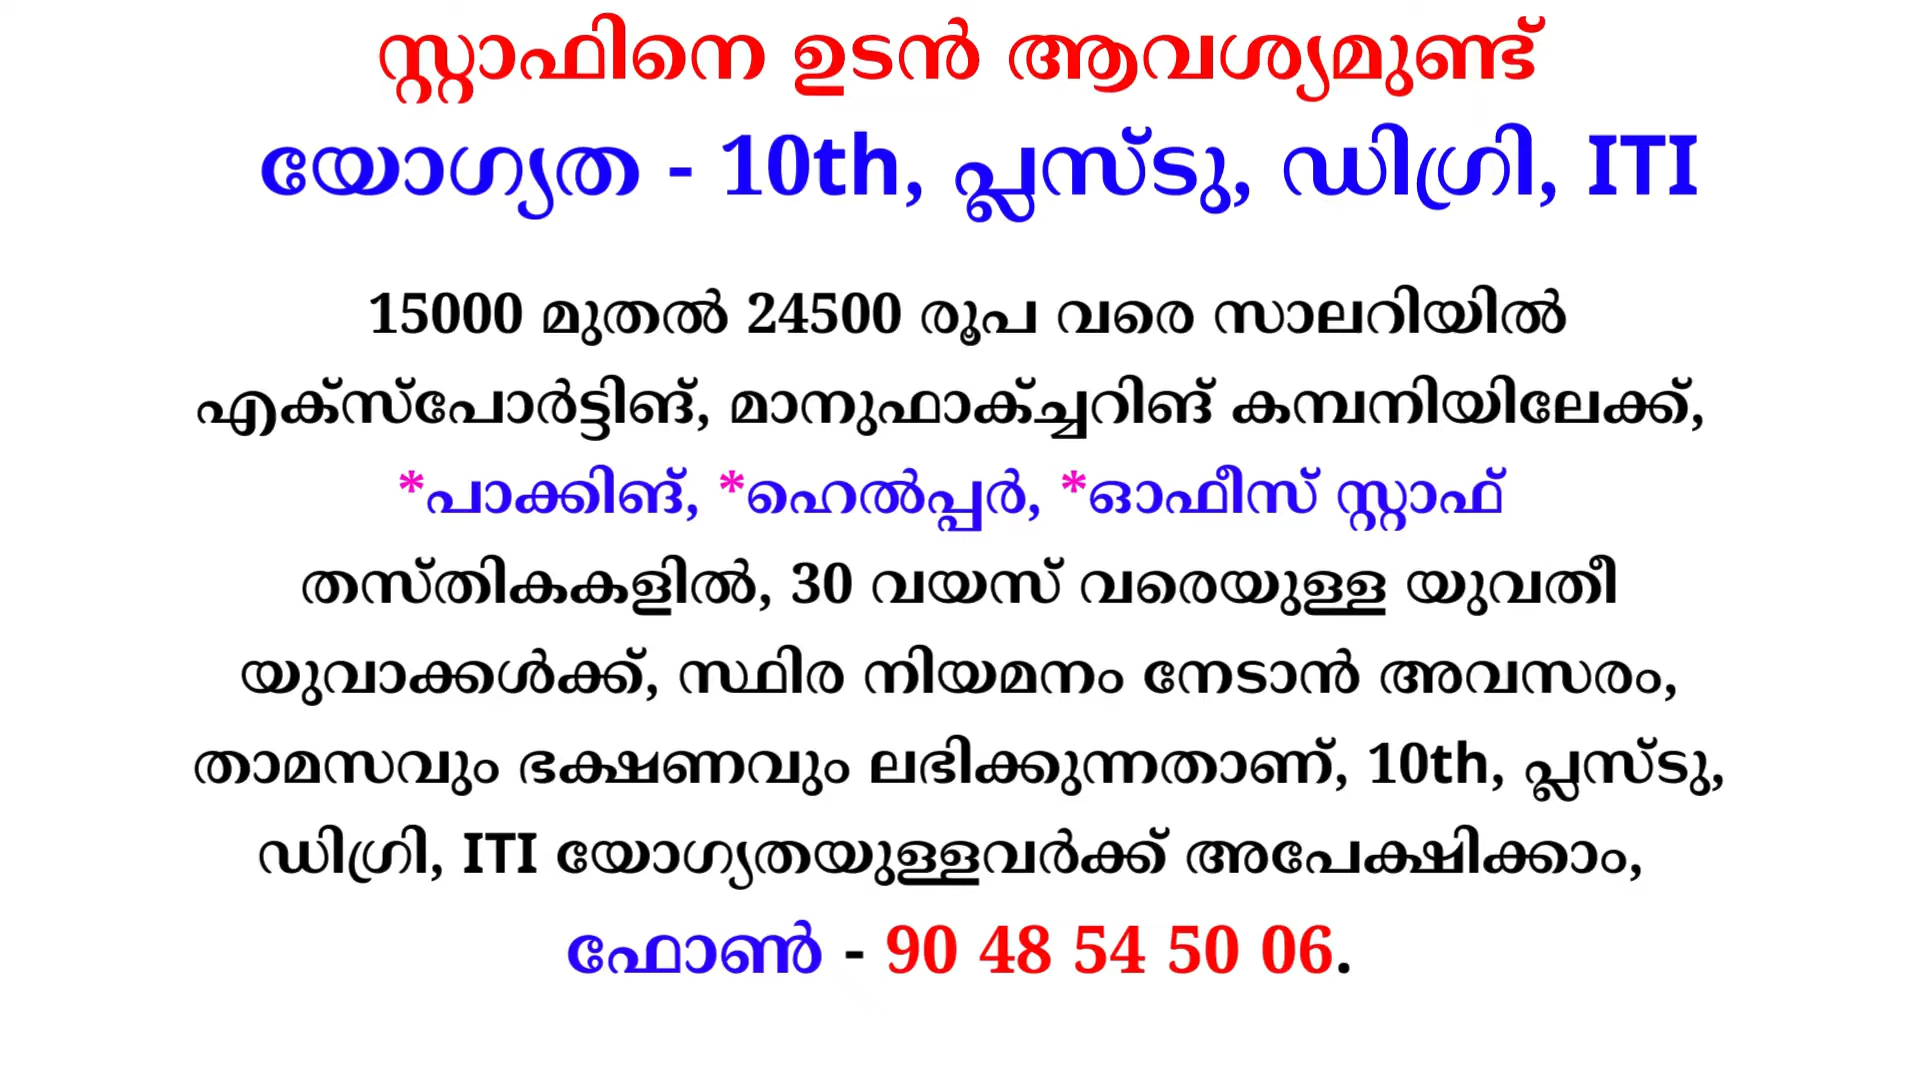 സ്റ്റാഫിനെ ഉടൻ ആവശ്യമുണ്ട്
യോഗ്യത - 10th, പ്ലസ്ടു, ഡിഗ്രി, ITI
15000 മുതൽ 24500 രൂപ വരെ സാലറിയിൽ
എക്സ്പോർട്ടിങ്, മാനുഫാക്ച്ചറിങ് കമ്പനിയിലേക്ക്,
*പാക്കിങ്, *ഹെൽപ്പർ, *ഓഫീസ് സ്റ്റാഫ്
തസ്തികകളിൽ, 30 വയസ് വരെയുള്ള യുവതീ
യുവാക്കൾക്ക്, സ്ഥിര നിയമനം നേടാൻ അവസരം,
താമസവും ഭക്ഷണവും ലഭിക്കുന്നതാണ്, 10th, പ്ലസ്ടു,
ഡിഗ്രി, ITI യോഗ്യതയുള്ളവർക്ക് അപേക്ഷിക്കാം,
ഫോൺ - 90 48 54 50 06.